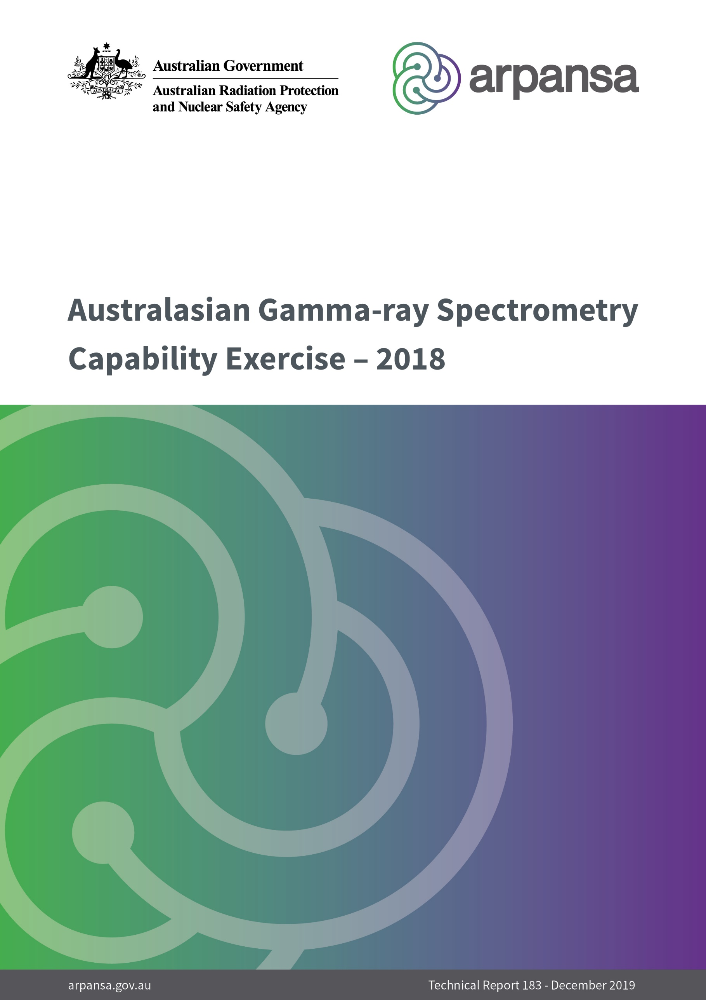 Australian Government
Australian Radiation Protection
and Nuclear Safety Agency
AUSTRALIA
arpansa
Australasian Gamma-ray Spectrometry
Capability Exercise – 2018
arpansa.gov.au
Technical Report 183 - December 2019